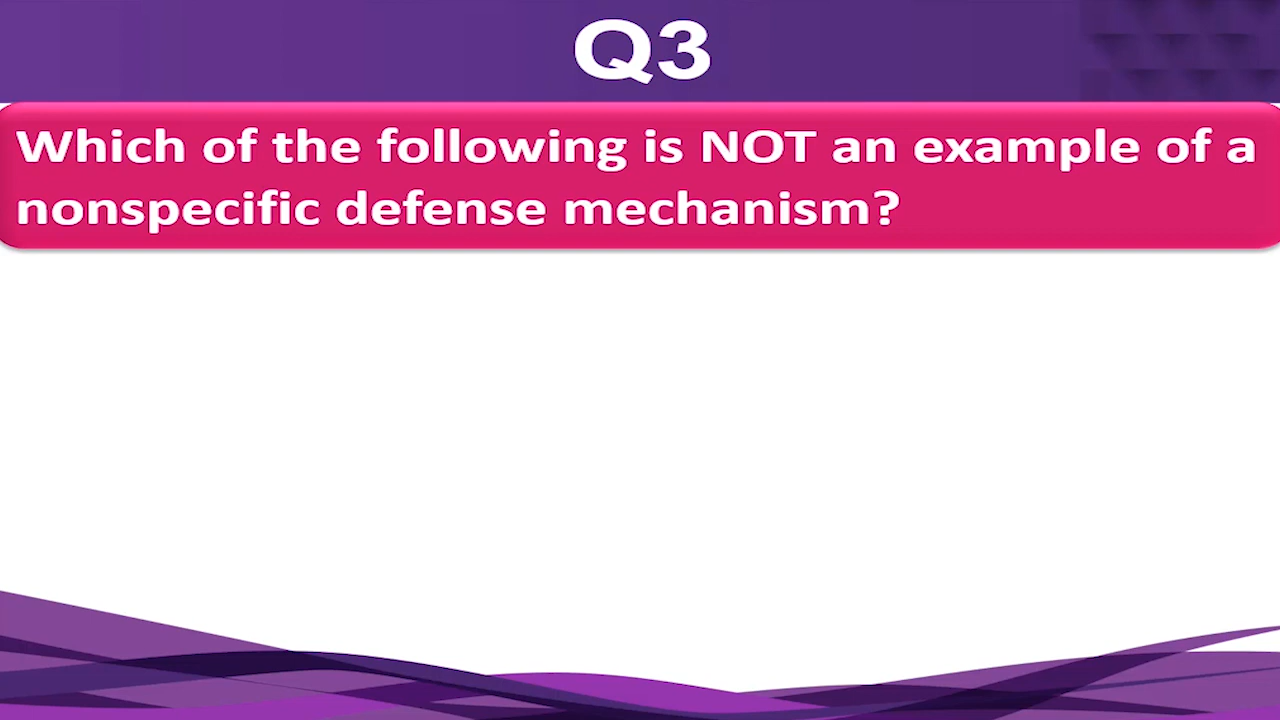 Q3
Which of the following is NOT an example of a
nonspecific defense mechanism?